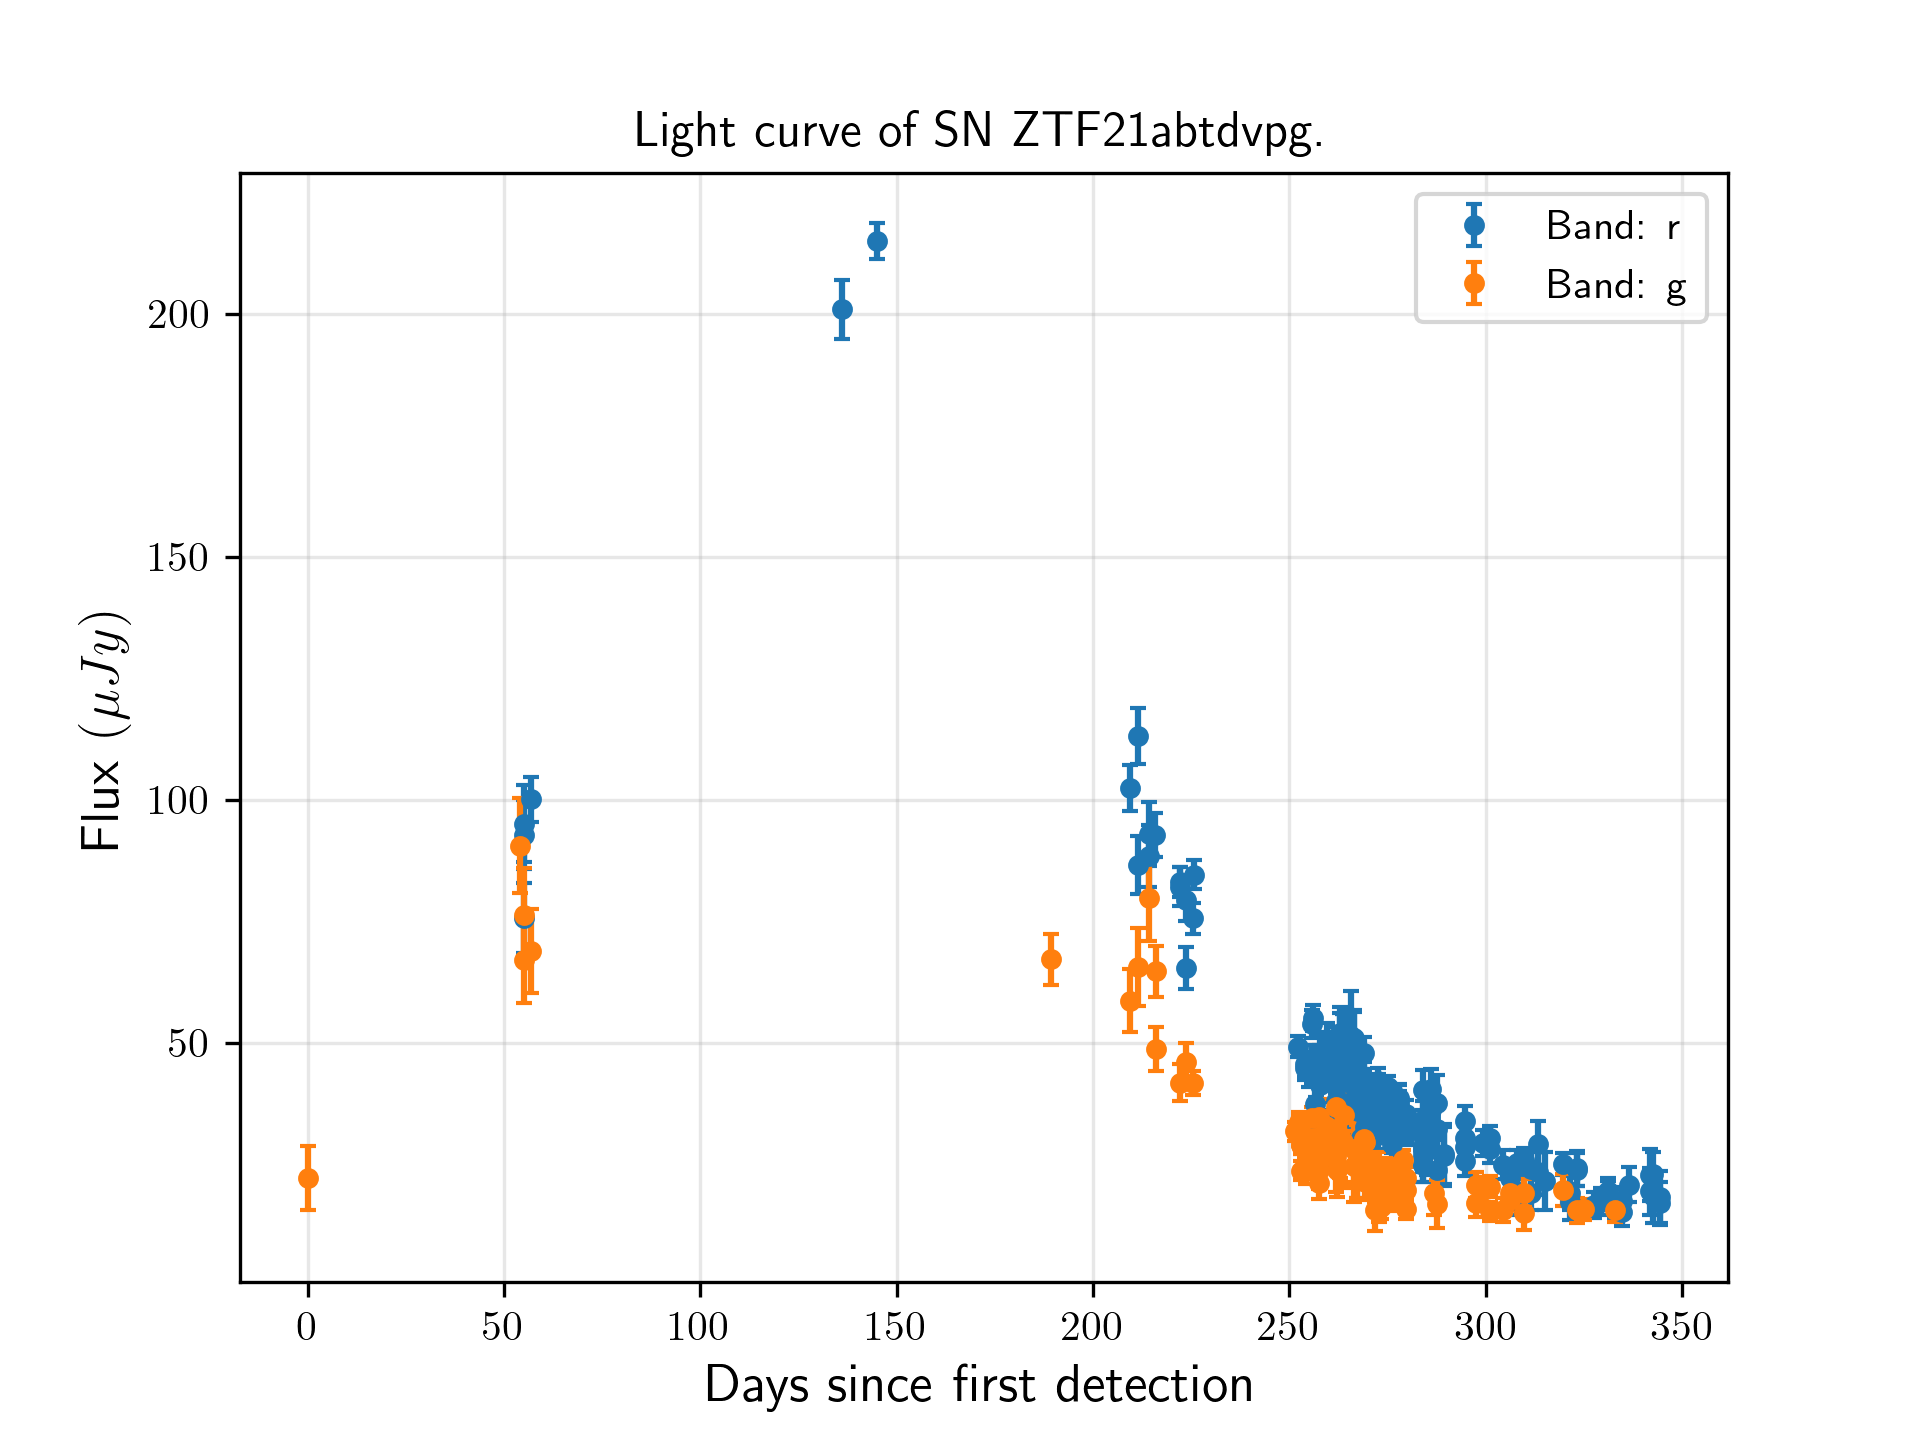 Light curve of SN ZTF21abtdvpg.
Band: r
Band: g
Flux (μJy)
200
150
100
50
0 50 100 150 200 250 300 350
Days since first detection